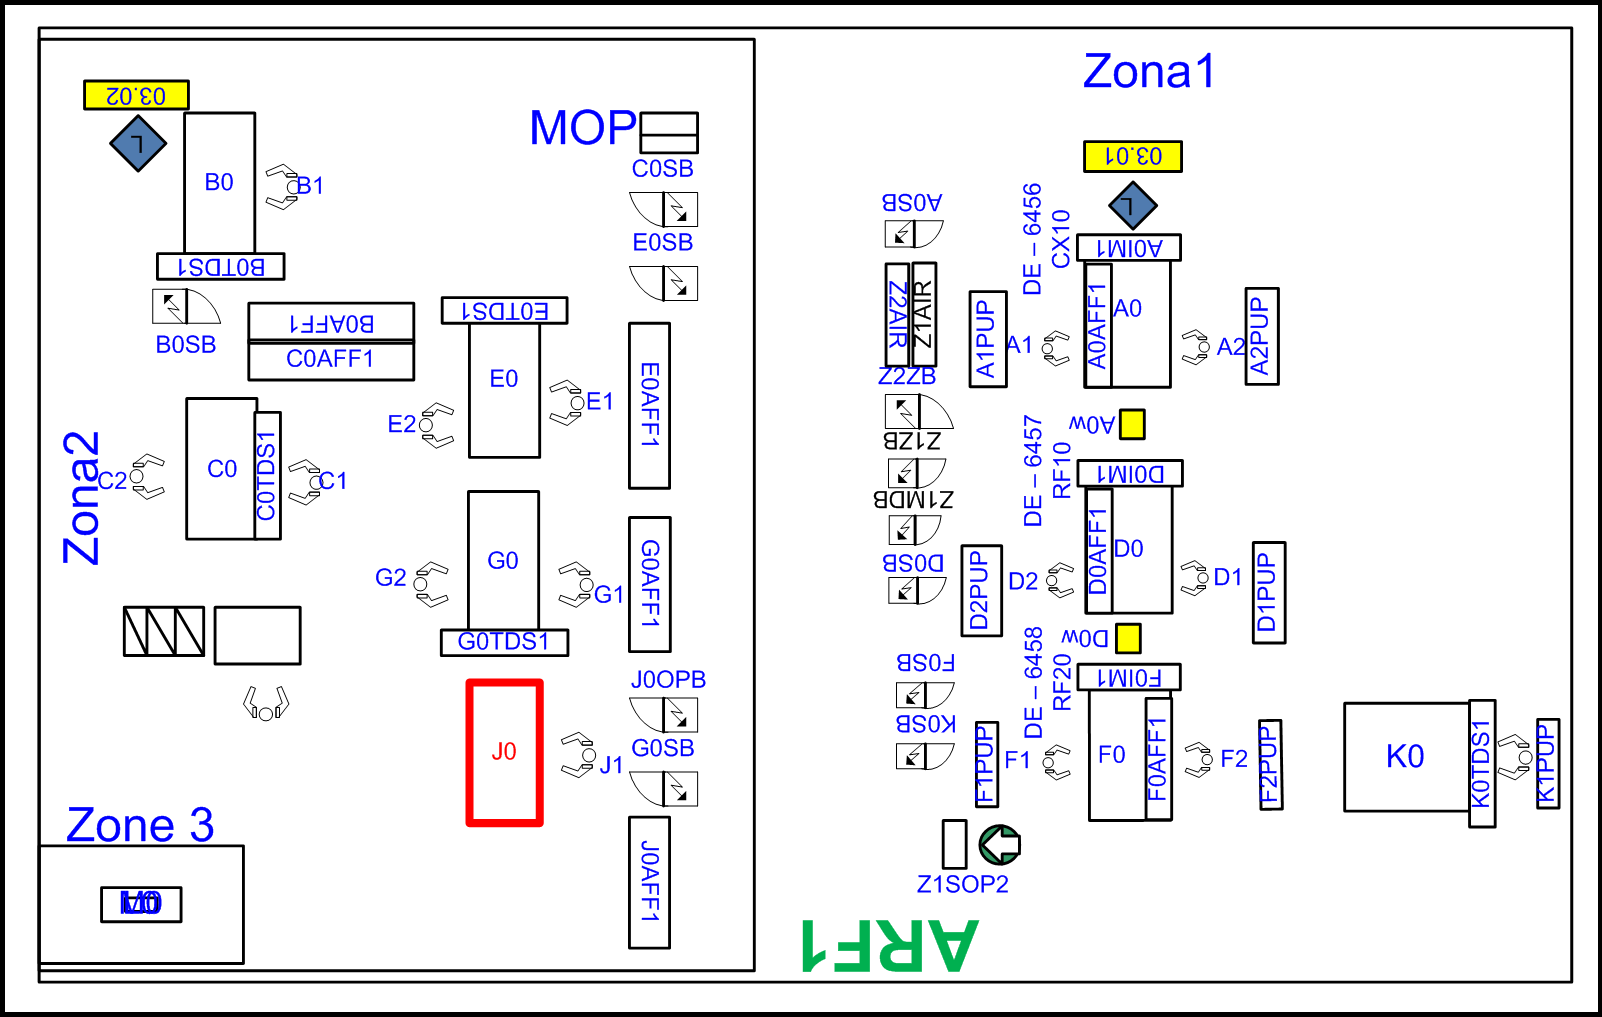 Zona1
03.02
L
B0
B1
B0TDS1
B0SB
B0AFF1
C0AFF1
MOP
C0SB
E0SB
E0TDS1
E0
E2
E1
E0AFF1
Zona2
C2
C0
C0TDS1
C1
G2
G0
G1
G0TDS1
G0AFF1
J0
J1
J0OPB
G0SB
J0AFF1
Zone 3
03.01
L
A0SB
DE – 6456
CX10
A0IM1
Z2AIR
Z1AIR
A1PUP
A1
A0AFF1
A0
A2
A2PUP
Z2ZB
A0w
Z1ZB
DE – 6457
RF10
D0IM1
Z1MDB
D0SB
D2PUP
D2
D0AFF1
D0
D1
D1PUP
D0w
DE – 6458
RF20
F0SB
F0IM1
K0SB
F1PUP
F1
F0
F0AFF1
F2
F2PUP
K0
K0TDS1
K1PUP
Z1SOP2
ARF1